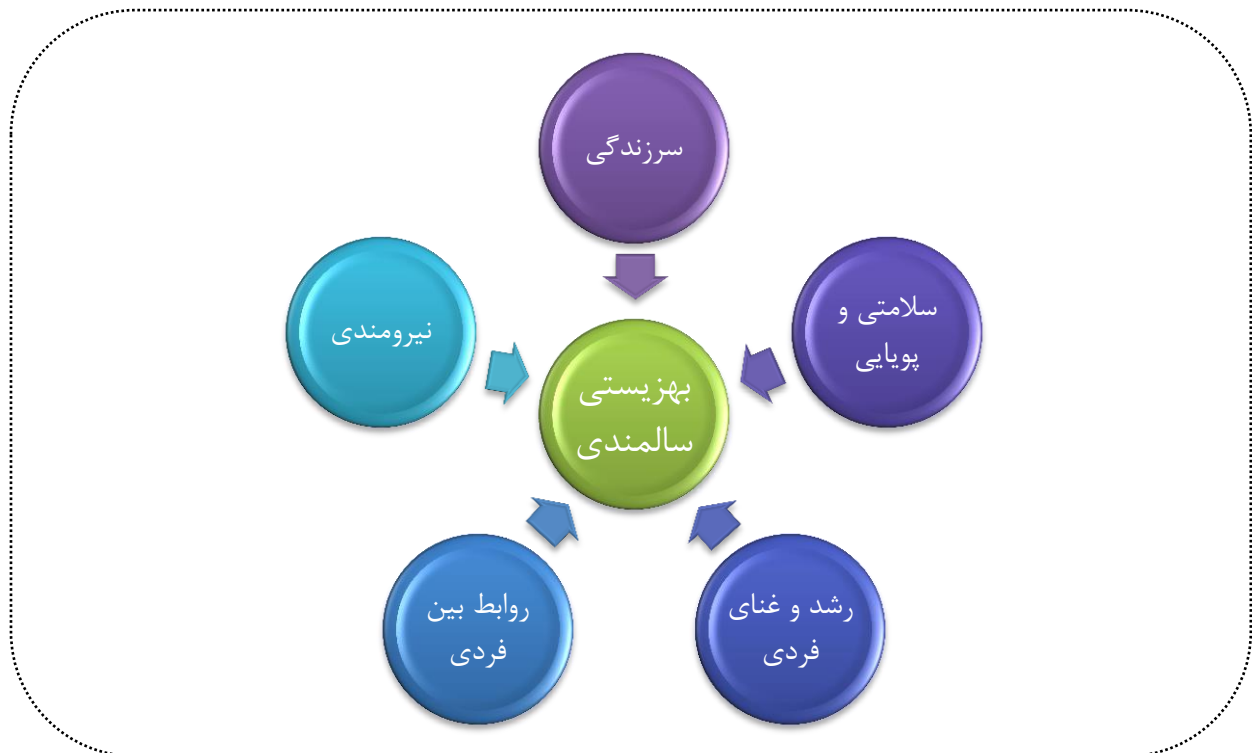 سرزندگی
سلامتی و
پویایی
نیرومندی
بهزیستی
سالمندی
رشد و غنای
فردی
روابط بین
فردی